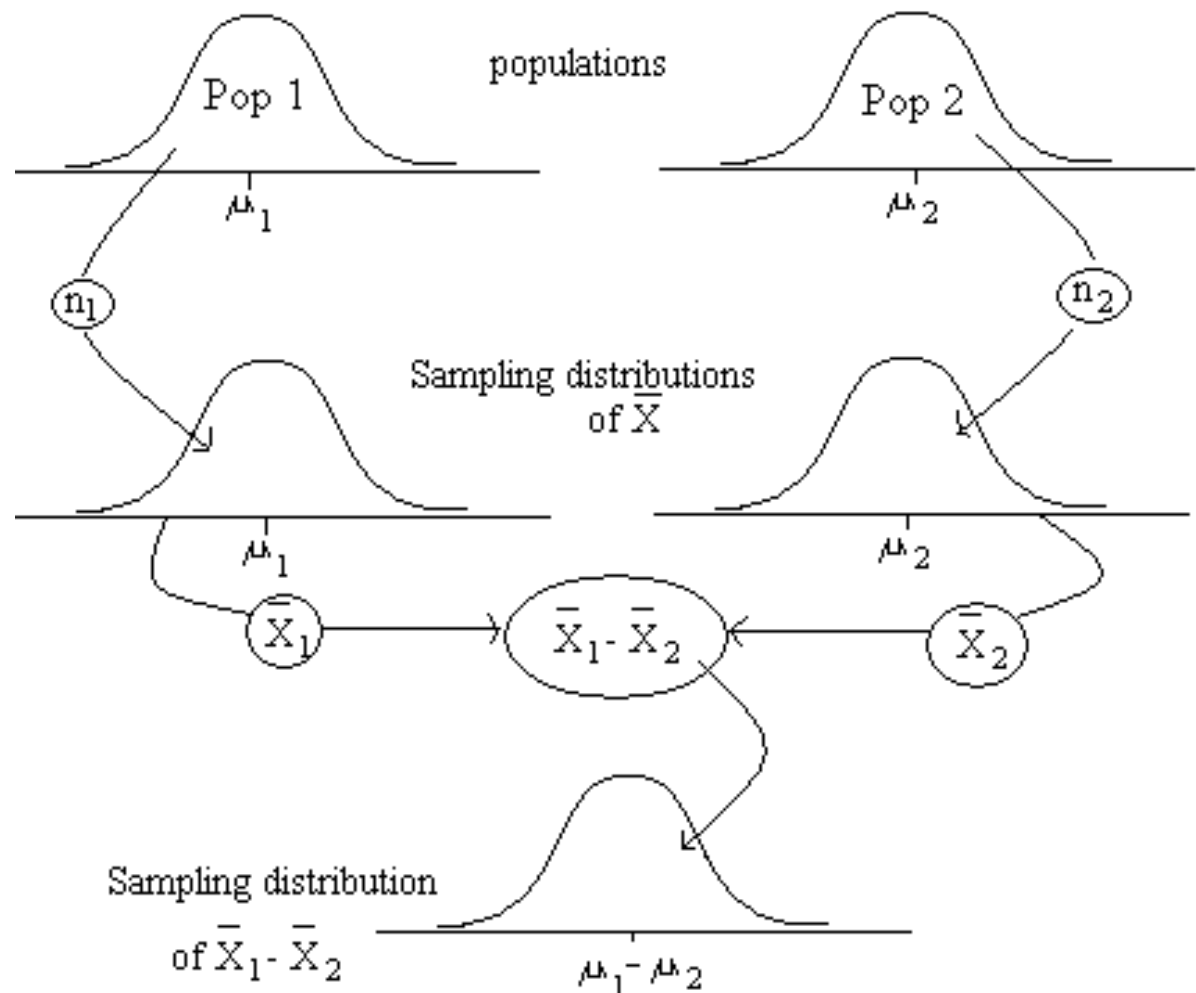 populations
Pop 1
Pop 2
μ₁
μ₂
n₁
n₂
Sampling distributions
of X̄
μ₁
μ₂
X̄₁
X̄₁ - X̄₂
X̄₂
Sampling distribution
of X̄₁ - X̄₂
μ₁ - μ₂